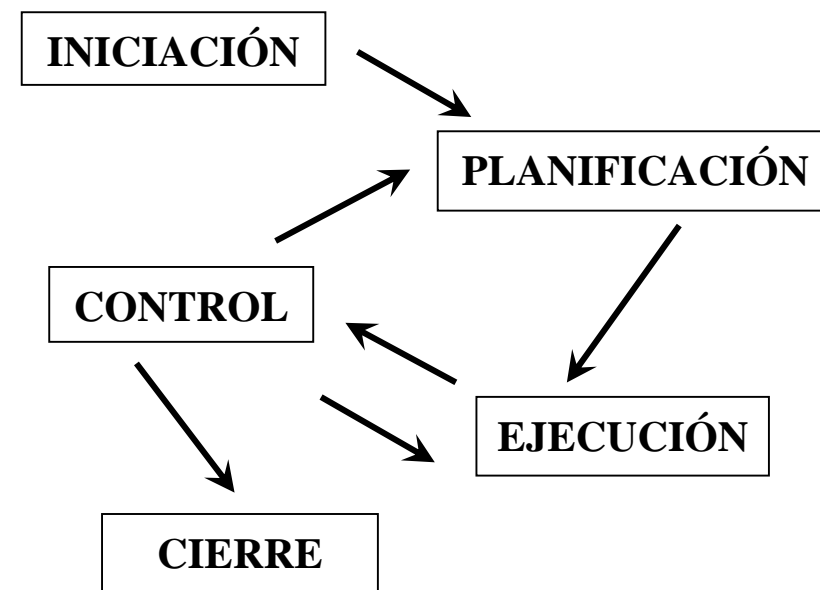 INICIACIÓN
PLANIFICACIÓN
CONTROL
EJECUCIÓN
CIERRE